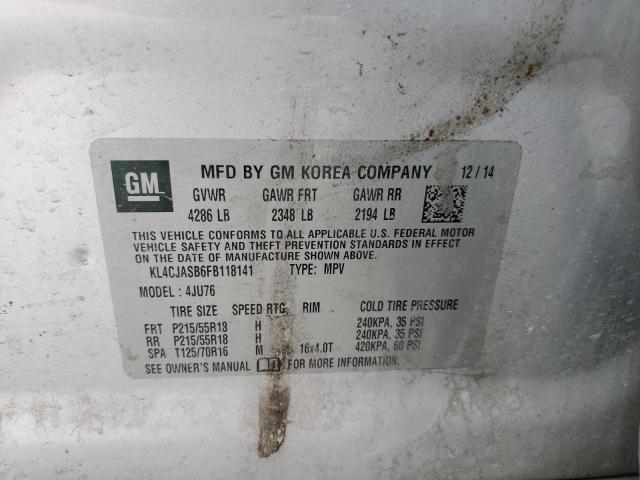 GM
MFD BY GM KOREA COMPANY 12/14
GVWR GAWR FRT GAWR RR
4286 LB 2348 LB 2194 LB
THIS VEHICLE CONFORMS TO ALL APPLICABLE U.S. FEDERAL MOTOR
VEHICLE SAFETY AND THEFT PREVENTION STANDARDS IN EFFECT
ON THE DATE OF MANUFACTURE SHOWN ABOVE.
KL4CJASB6FB118141 TYPE: MPV
MODEL : 4JU76
TIRE SIZE SPEED RTG RIM COLD TIRE PRESSURE
FRT P215/55R18 H 240KPA, 35 PSI
RR P215/55R18 H 240KPA, 35 PSI
SPA T125/70R16 M 16x4.0T 420KPA, 60 PSI
SEE OWNER'S MANUAL FOR MORE INFORMATION.